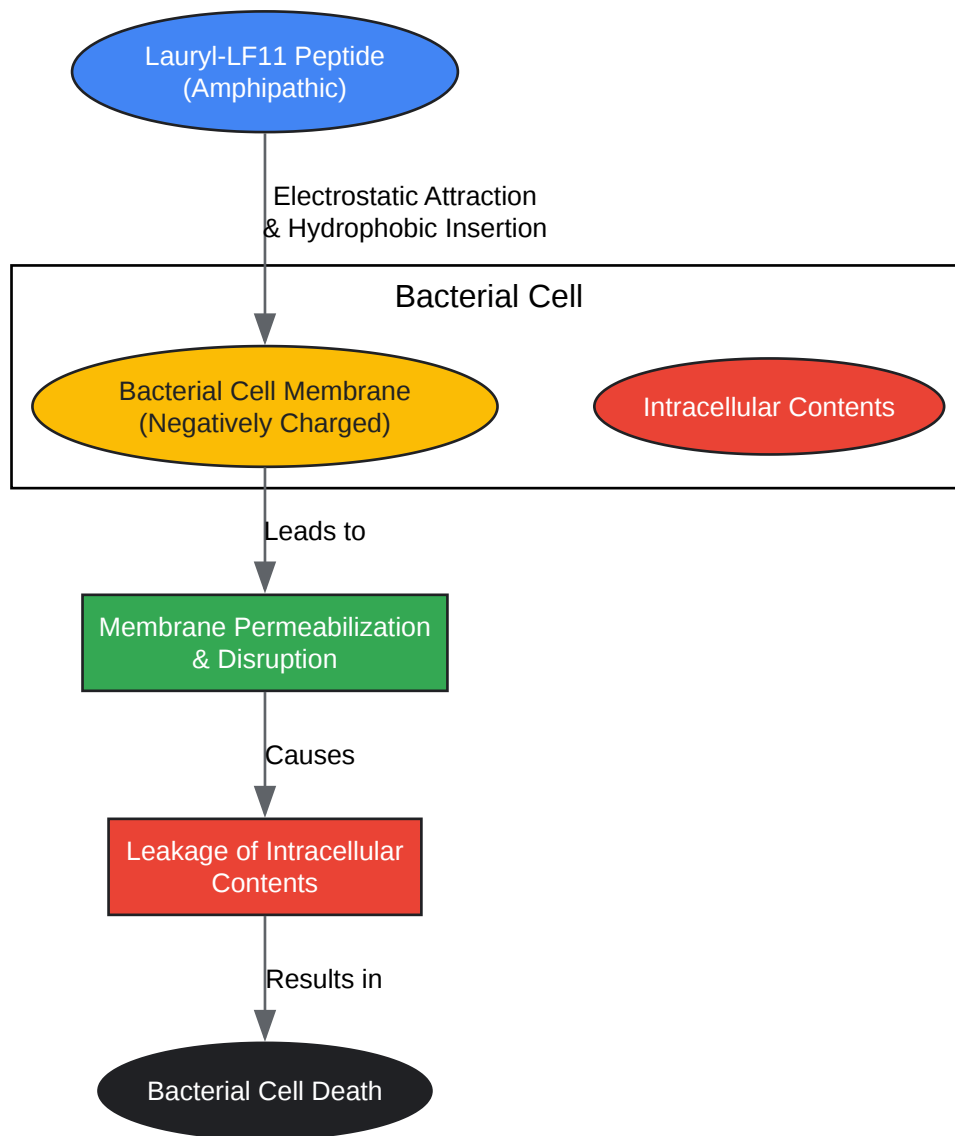 Lauryl-LF11 Peptide
(Amphipathic)
Electrostatic Attraction
& Hydrophobic Insertion
Bacterial Cell
Bacterial Cell Membrane
(Negatively Charged)
Intracellular Contents
Leads to
Membrane Permeabilization
& Disruption
Causes
Leakage of Intracellular
Contents
Results in
Bacterial Cell Death